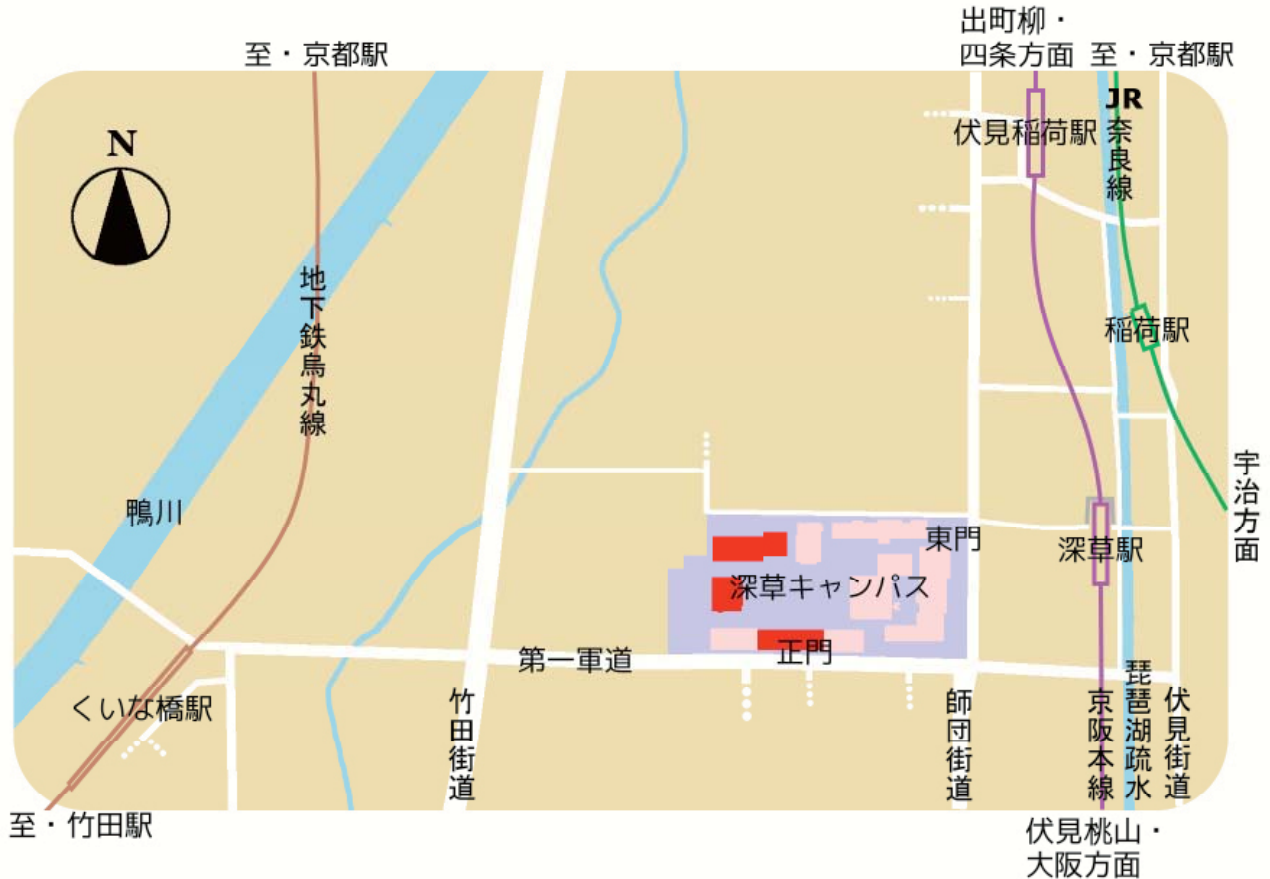 出町柳・
四条方面
至・京都駅
至・京都駅
JR
奈良線
N
伏見稲荷駅
地下鉄烏丸線
稲荷駅
宇治方面
鴨川
東門
深草駅
深草キャンパス
正門
第一軍道
くいな橋駅
竹田街道
師団街道
京阪本線
琵琶湖疏水
伏見街道
至・竹田駅
伏見桃山・
大阪方面